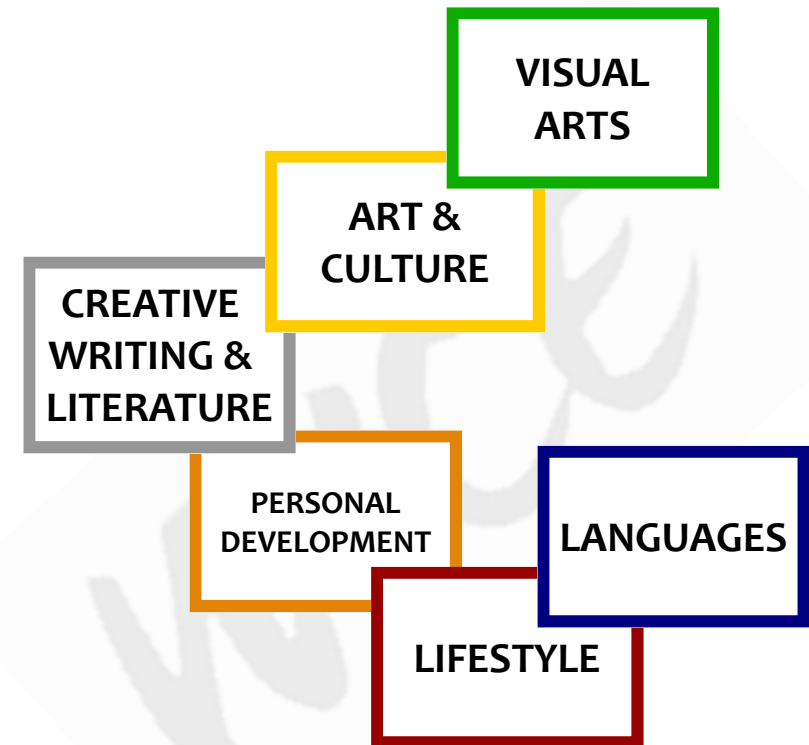 VISUAL
ARTS
ART &
CULTURE
CREATIVE
WRITING &
LITERATURE
PERSONAL
DEVELOPMENT
LANGUAGES
LIFESTYLE